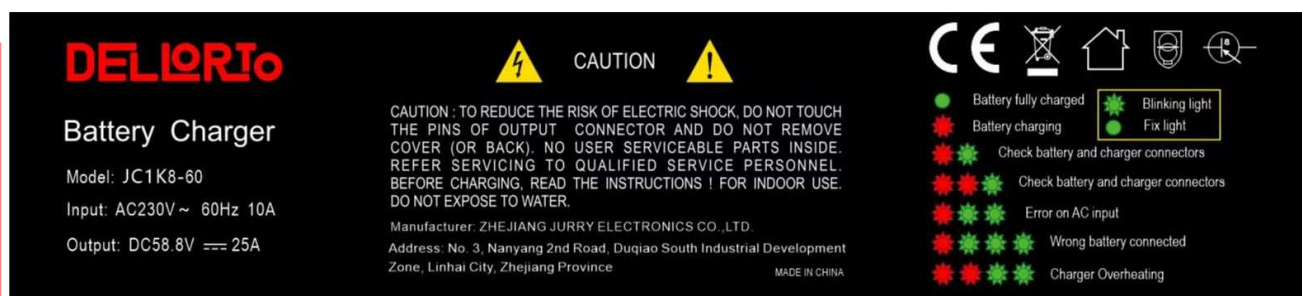 DELLORTO
Battery Charger
Model: JC1K8-60
Input: AC230V~ 60Hz 10A
Output: DC58.8V ⎓ 25A
CAUTION
CAUTION : TO REDUCE THE RISK OF ELECTRIC SHOCK, DO NOT TOUCH
THE PINS OF OUTPUT CONNECTOR AND DO NOT REMOVE
COVER (OR BACK). NO USER SERVICEABLE PARTS INSIDE.
REFER SERVICING TO QUALIFIED SERVICE PERSONNEL.
BEFORE CHARGING, READ THE INSTRUCTIONS ! FOR INDOOR USE.
DO NOT EXPOSE TO WATER.
Manufacturer: ZHEJIANG JURRY ELECTRONICS CO.,LTD.
Address: No. 3, Nanyang 2nd Road, Duqiao South Industrial Development
Zone, Linhai City, Zhejiang Province
MADE IN CHINA
CE
Battery fully charged
Blinking light
Battery charging
Fix light
Check battery and charger connectors
Check battery and charger connectors
Error on AC input
Wrong battery connected
Charger Overheating